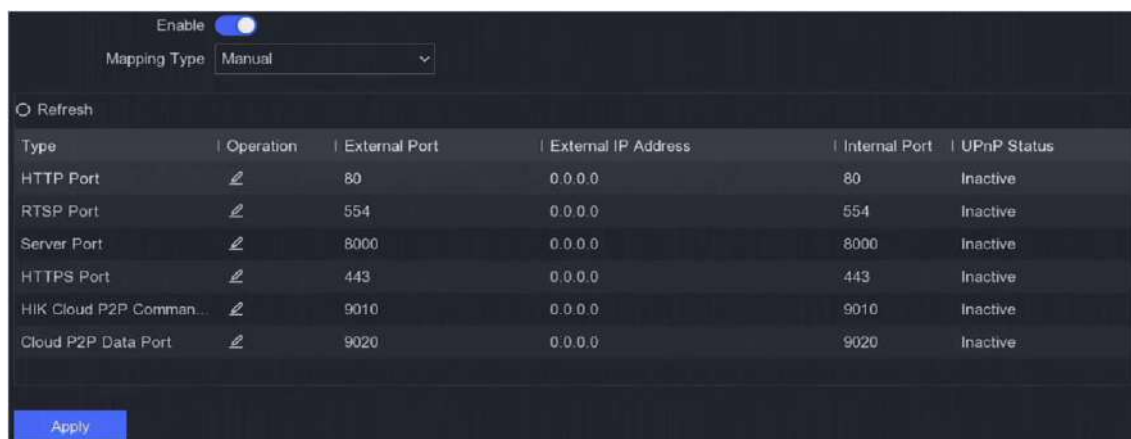 Enable
Mapping Type Manual
Refresh
Type Operation External Port External IP Address Internal Port UPnP Status
HTTP Port 80 0.0.0.0 80 Inactive
RTSP Port 554 0.0.0.0 554 Inactive
Server Port 8000 0.0.0.0 8000 Inactive
HTTPS Port 443 0.0.0.0 443 Inactive
HIK Cloud P2P Comman... 9010 0.0.0.0 9010 Inactive
Cloud P2P Data Port 9020 0.0.0.0 9020 Inactive
Apply